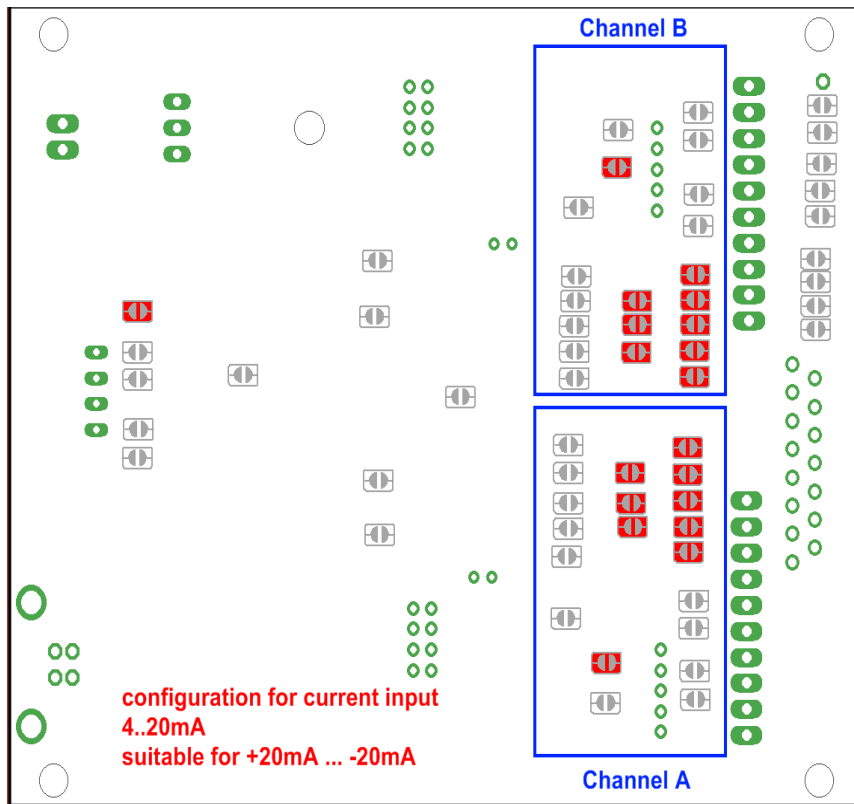 Channel B
configuration for current input
4..20mA
suitable for +20mA ... -20mA
Channel A